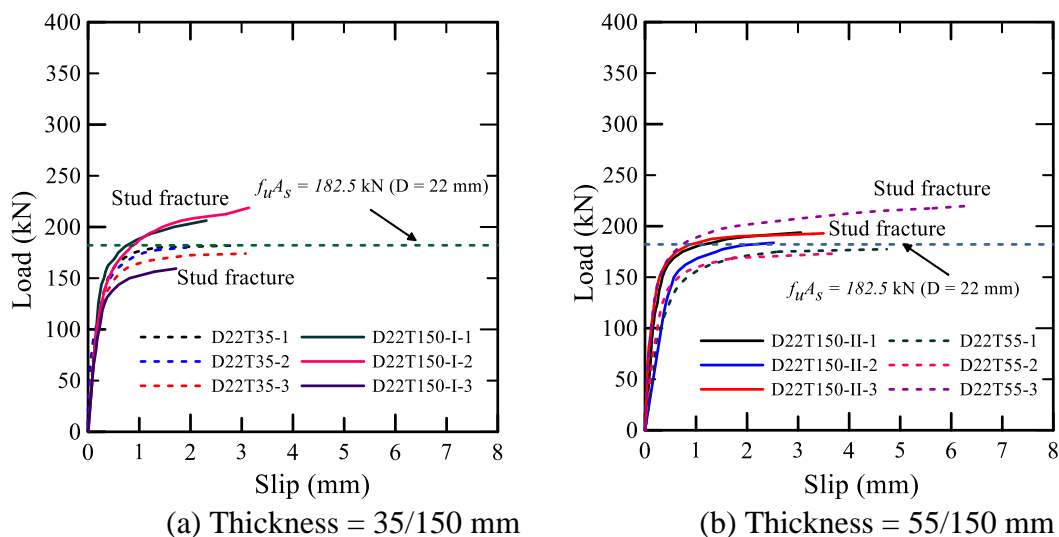 400
350
300
250
200
150
100
50
0
Load (kN)
0 1 2 3 4 5 6 7 8
Slip (mm)
Stud fracture
fuAs = 182.5 kN (D = 22 mm)
Stud fracture
D22T35-1 D22T150-I-1
D22T35-2 D22T150-I-2
D22T35-3 D22T150-I-3
(a) Thickness = 35/150 mm
400
350
300
250
200
150
100
50
0
Load (kN)
0 1 2 3 4 5 6 7 8
Slip (mm)
Stud fracture
Stud fracture
fuAs = 182.5 kN (D = 22 mm)
D22T150-II-1 D22T55-1
D22T150-II-2 D22T55-2
D22T150-II-3 D22T55-3
(b) Thickness = 55/150 mm